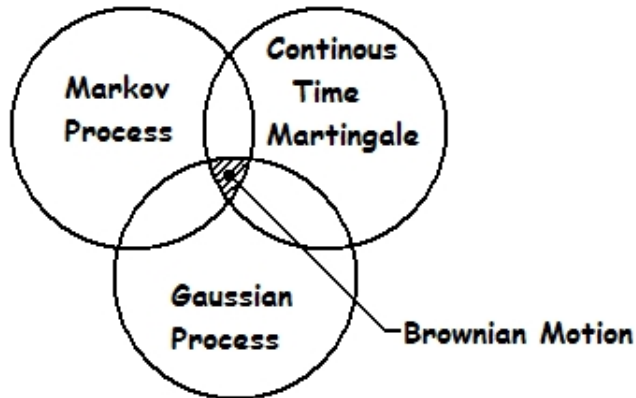 Markov
Process
Continous
Time
Martingale
Gaussian
Process
Brownian Motion